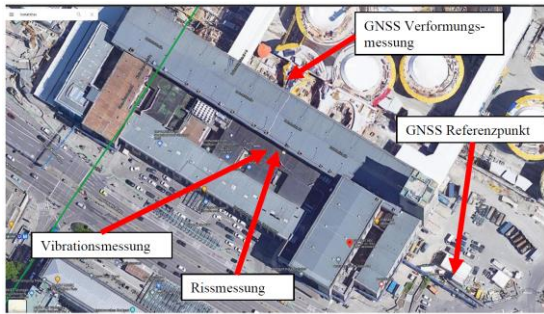 GNSS Verformungs-
messung
GNSS Referenzpunkt
Vibrationsmessung
Rissmessung